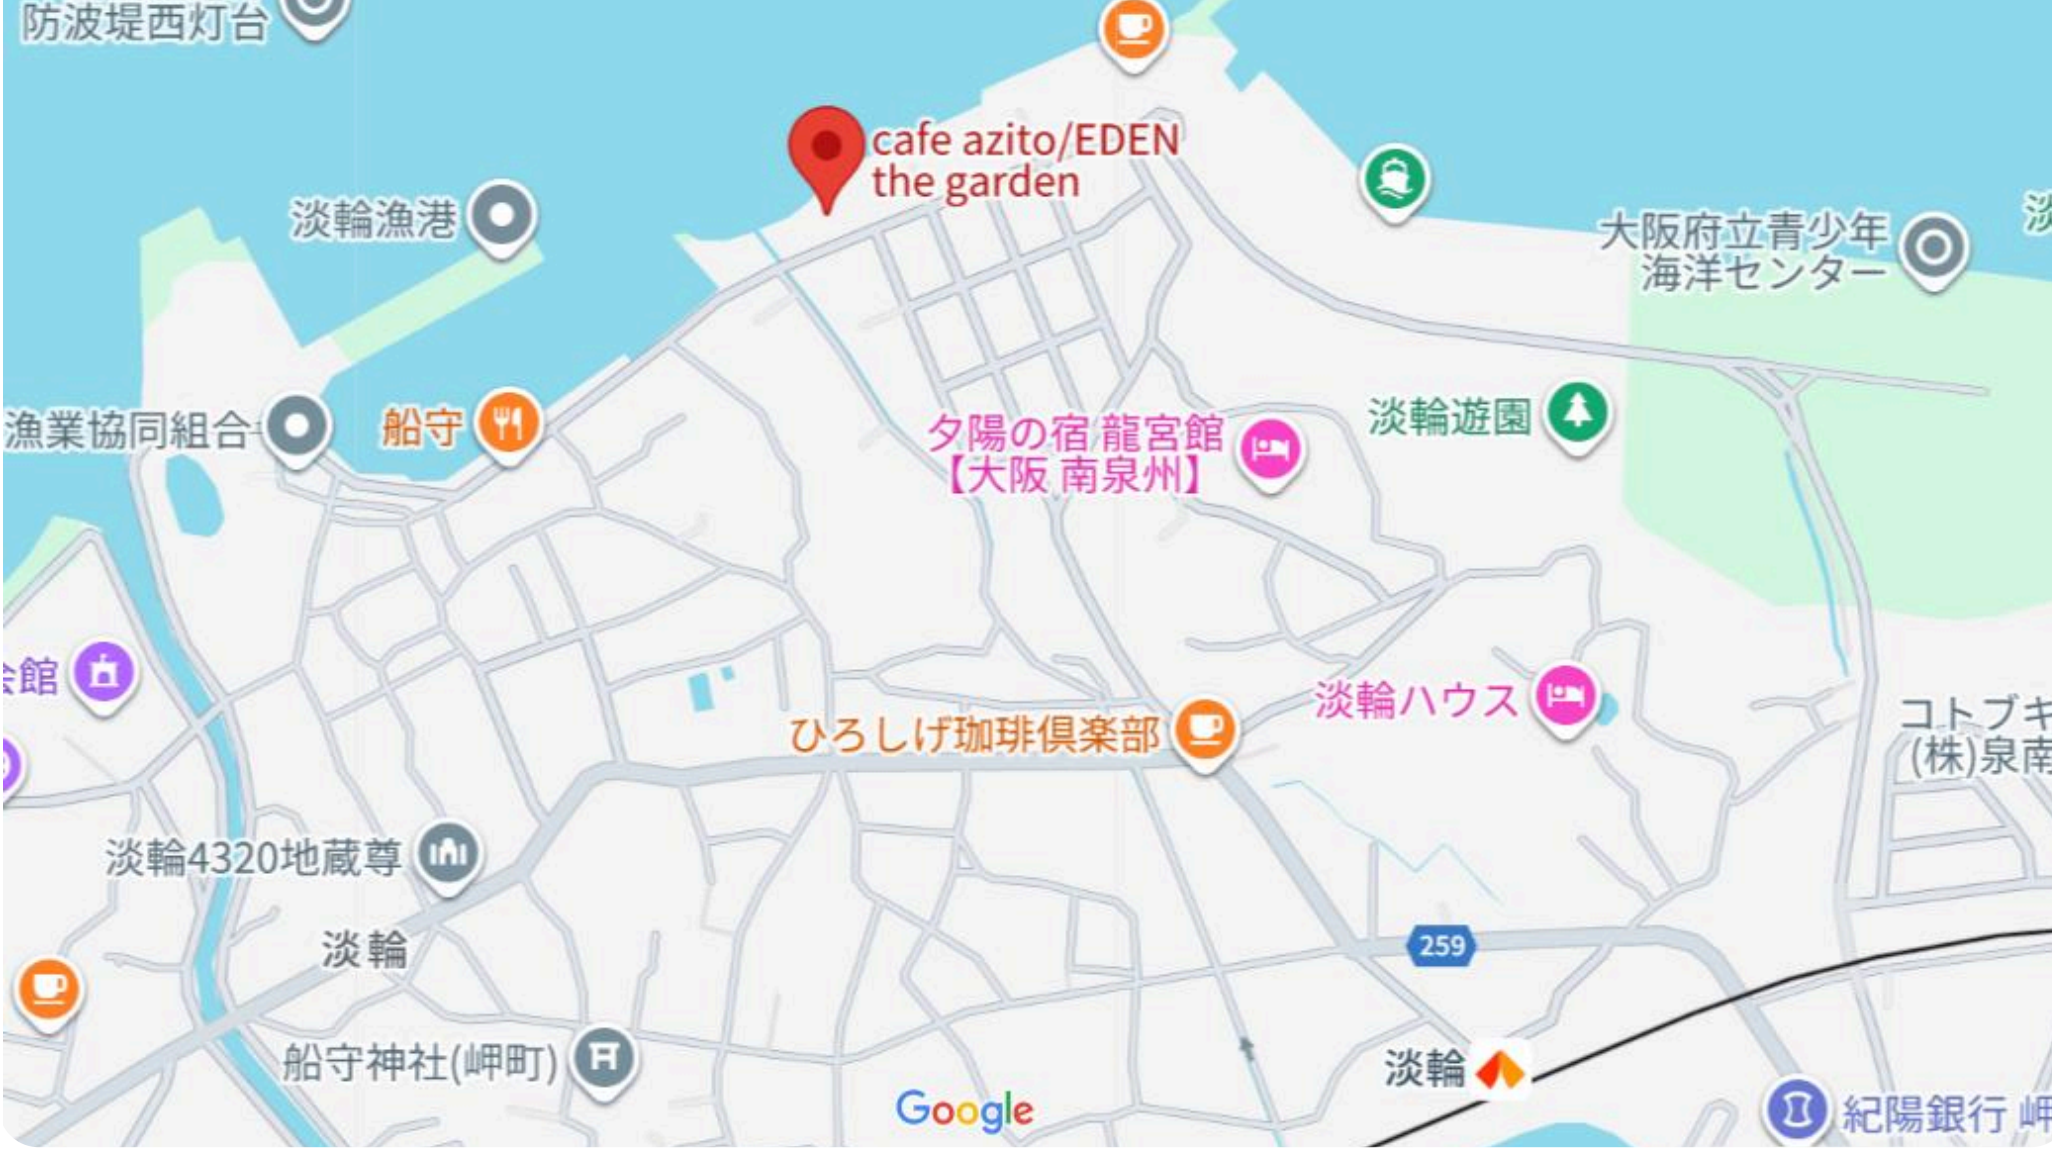 防波堤西灯台
cafe azito/EDEN
the garden
淡輪漁港
大阪府立青少年
海洋センター
淡
漁業協同組合
船守
夕陽の宿 龍宮館
【大阪 南泉州】
淡輪遊園
会館
淡輪ハウス
ひろしげ珈琲倶楽部
コトブキ
(株)泉南
淡輪4320地蔵尊
淡輪
259
船守神社(岬町)
淡輪
Google
紀陽銀行 岬